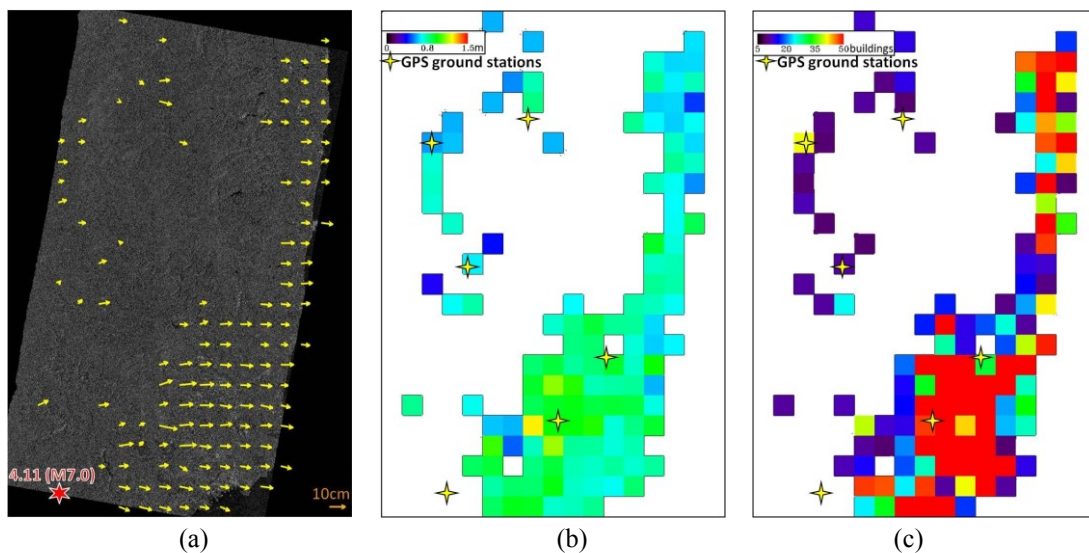 4.11 (M7.0)
10cm
(a)
0 0.8 1.5m
GPS ground stations
(b)
5 20 35 50buildings
GPS ground stations
(c)